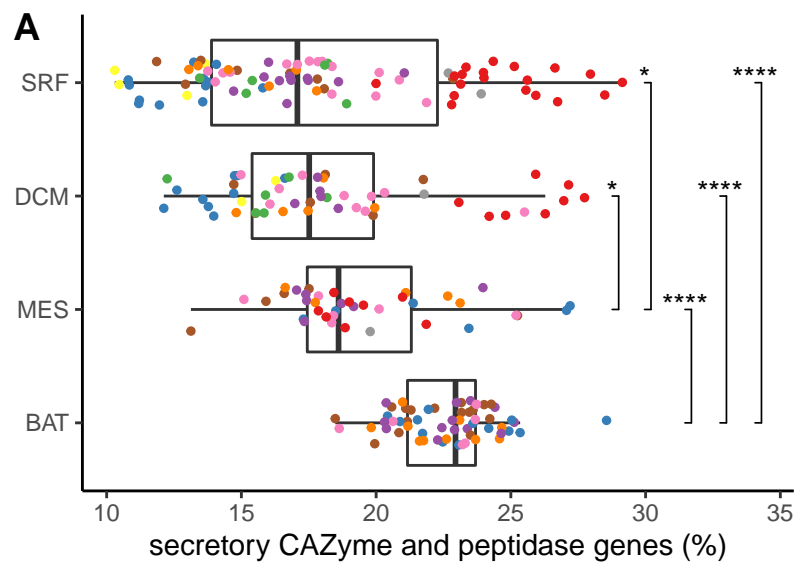 A
SRF
DCM
MES
BAT
*
****
*
****
****
10 15 20 25 30 35
secretory CAZyme and peptidase genes (%)